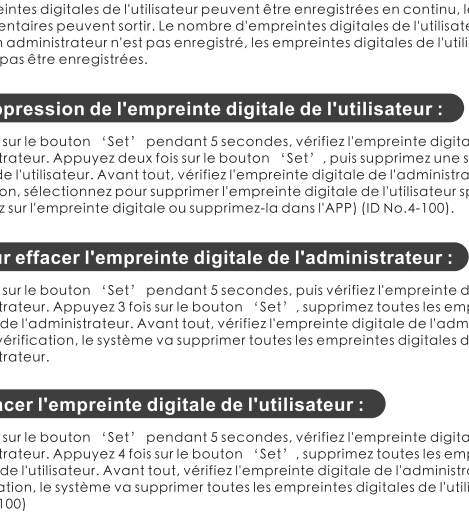 eintes digitales de l'utilisateur peuvent être enregistrées en continu, l
entaires peuvent sortir. Le nombre d'empreintes digitales de l'utilisate
n administrateur n'est pas enregistré, les empreintes digitales de l'utili
pas être enregistrées.
ppression de l'empreinte digitale de l'utilisateur :
sur le bouton ‘Set’ pendant 5 secondes, vérifiez l'empreinte digita
trateur. Appuyez deux fois sur le bouton ‘Set’, puis supprimez une s
de l'utilisateur. Avant tout, vérifiez l'empreinte digitale de l'administra
on, sélectionnez pour supprimer l'empreinte digitale de l'utilisateur sp
z sur l'empreinte digitale ou supprimez-la dans l'APP) (ID No.4-100).
ur effacer l'empreinte digitale de l'administrateur :
sur le bouton ‘Set’ pendant 5 secondes, puis vérifiez l'empreinte d
trateur. Appuyez 3 fois sur le bouton ‘Set’, supprimez toutes les emp
de l'administrateur. Avant tout, vérifiez l'empreinte digitale de l'adm
vérification, le système va supprimer toutes les empreintes digitales d
trateur.
acer l'empreinte digitale de l'utilisateur :
sur le bouton ‘Set’ pendant 5 secondes, vérifiez l'empreinte digita
trateur. Appuyez 4 fois sur le bouton ‘Set’, supprimez toutes les emp
de l'utilisateur. Avant tout, vérifiez l'empreinte digitale de l'administra
ation, le système va supprimer toutes les empreintes digitales de l'utili
100)